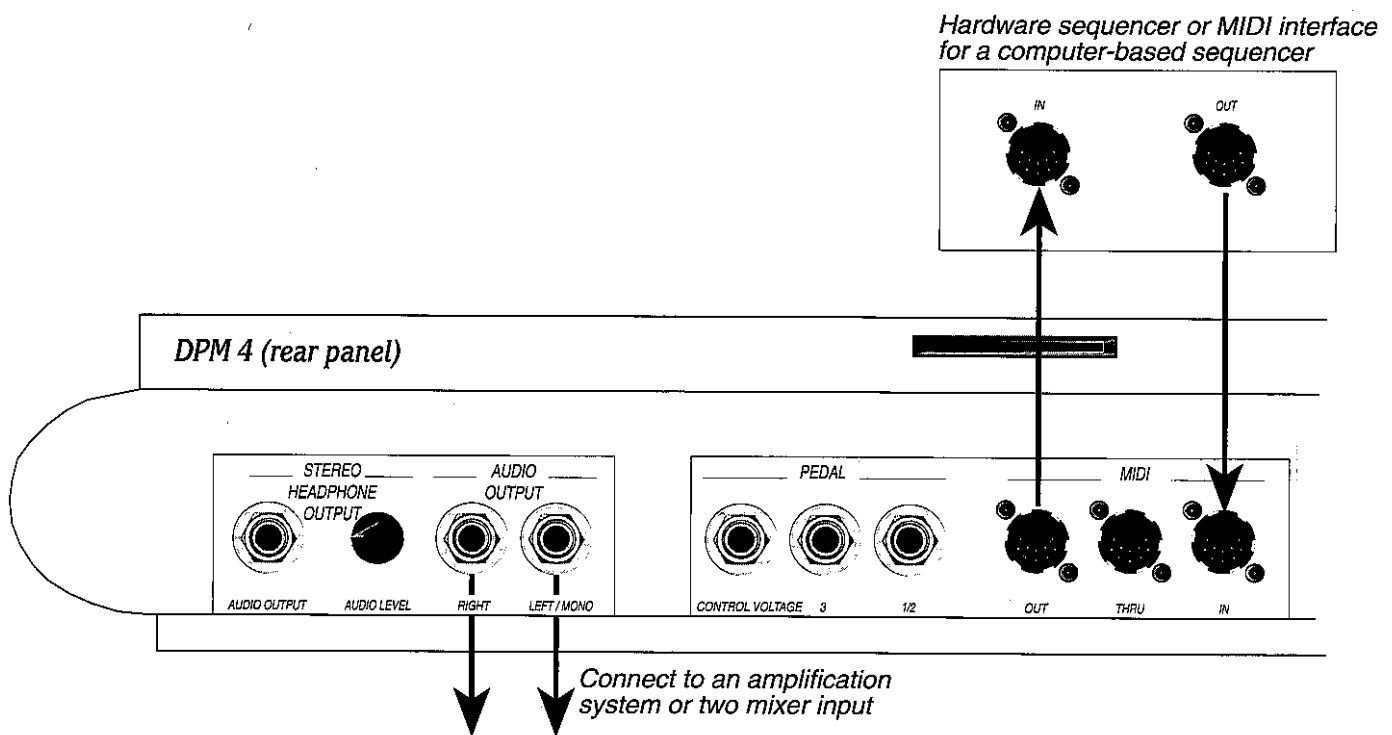 Hardware sequencer or MIDI interface
for a computer-based sequencer
IN
OUT
DPM 4 (rear panel)
STEREO
HEADPHONE
OUTPUT
AUDIO
OUTPUT
PEDAL
MIDI
AUDIO OUTPUT
AUDIO LEVEL
RIGHT
LEFT / MONO
CONTROL VOLTAGE
3
1/2
OUT
THRU
IN
Connect to an amplification
system or two mixer input